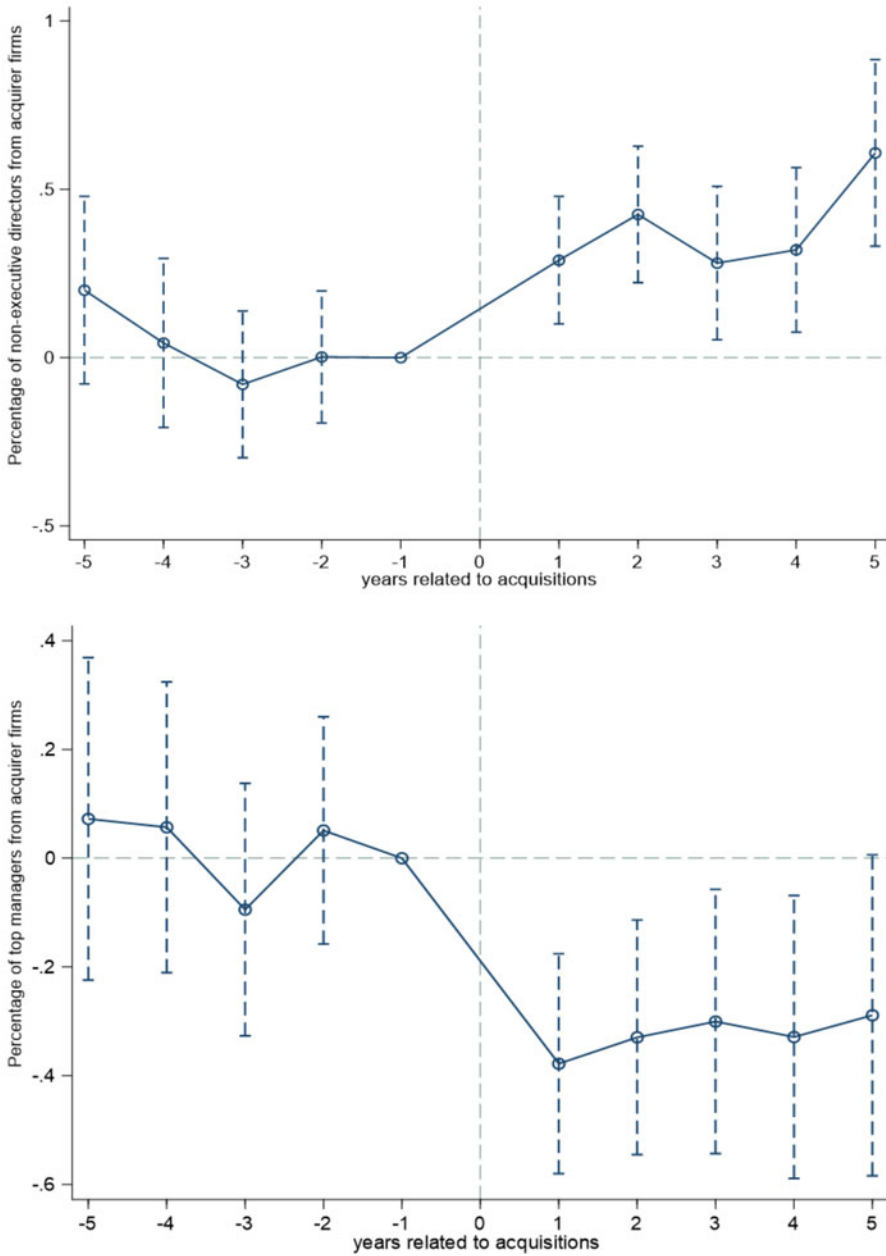 Percentage of non-executive directors from acquirer firms
1
.5
0
-.5
-5 -4 -3 -2 -1 0 1 2 3 4 5
years related to acquisitions
Percentage of top managers from acquirer firms
.4
.2
0
-.2
-.4
-.6
-5 -4 -3 -2 -1 0 1 2 3 4 5
years related to acquisitions